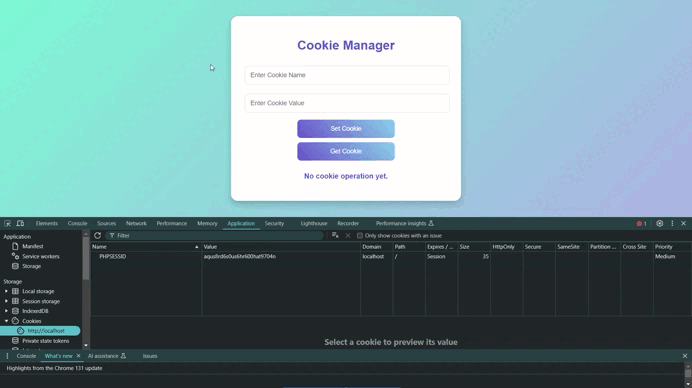 Cookie Manager
Enter Cookie Name
Enter Cookie Value
Set Cookie
Get Cookie
No cookie operation yet.
Elements Console Sources Network Performance Memory Application Security Lighthouse Recorder Performance insights 1
Application
Manifest
Service workers
Storage
Storage
Local storage
Session storage
IndexedDB
Cookies
http://localhost
Private state tokens
Filter
Only show cookies with an issue
Name Value Domain Path Expires / ... Size HttpOnly Secure SameSite Partition ... Cross Site Priority
PHPSESSID localhost / Session 35 Medium
Select a cookie to preview its value
Console What's new AI assistance Issues
Highlights from the Chrome 131 update